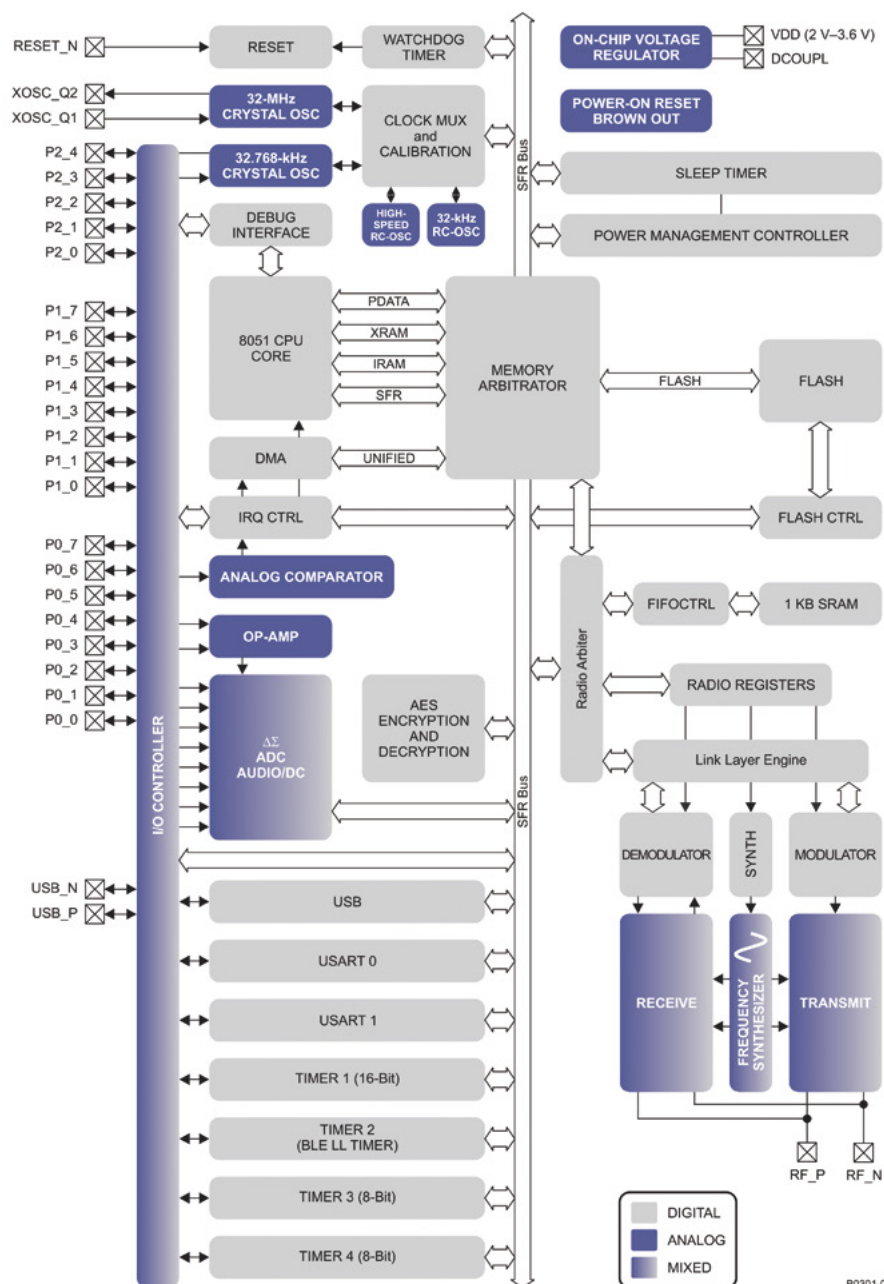 RESET_N
RESET
WATCHDOG
TIMER
ON-CHIP VOLTAGE
REGULATOR
VDD (2 V–3.6 V)
DCOUPL
XOSC_Q2
XOSC_Q1
32-MHz
CRYSTAL OSC
CLOCK MUX
and
CALIBRATION
POWER-ON RESET
BROWN OUT
SFR Bus
P2_4
P2_3
P2_2
P2_1
P2_0
32.768-kHz
CRYSTAL OSC
HIGH-
SPEED
RC-OSC
32-kHz
RC-OSC
DEBUG
INTERFACE
SLEEP TIMER
POWER MANAGEMENT CONTROLLER
P1_7
P1_6
P1_5
P1_4
P1_3
P1_2
P1_1
P1_0
8051 CPU
CORE
PDATA
XRAM
IRAM
SFR
MEMORY
ARBITRATOR
FLASH
FLASH
DMA
UNIFIED
IRQ CTRL
FLASH CTRL
P0_7
P0_6
P0_5
P0_4
P0_3
P0_2
P0_1
P0_0
ANALOG COMPARATOR
OP-AMP
ΔΣ
ADC
AUDIO/DC
AES
ENCRYPTION
AND
DECRYPTION
Radio Arbiter
FIFOCTRL
1 KB SRAM
RADIO REGISTERS
Link Layer Engine
SFR Bus
I/O CONTROLLER
DEMODULATOR
SYNTH
MODULATOR
USB_N
USB_P
USB
USART 0
USART 1
TIMER 1 (16-Bit)
TIMER 2
(BLE LL TIMER)
TIMER 3 (8-Bit)
TIMER 4 (8-Bit)
RECEIVE
FREQUENCY
SYNTHESIZER
TRANSMIT
RF_P
RF_N
DIGITAL
ANALOG
MIXED